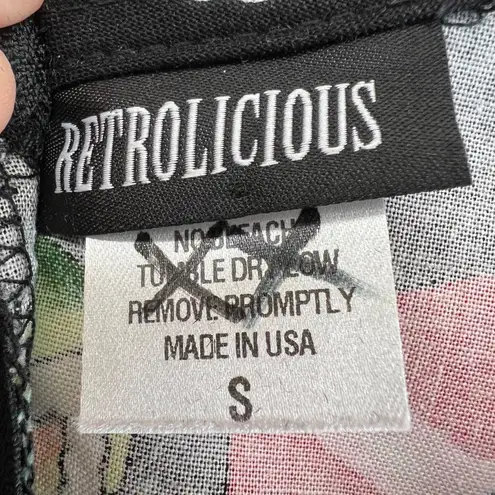 RETROLICIOUS
NO BLEACH
TUMBLE DRY LOW
REMOVE PROMPTLY
MADE IN USA
S